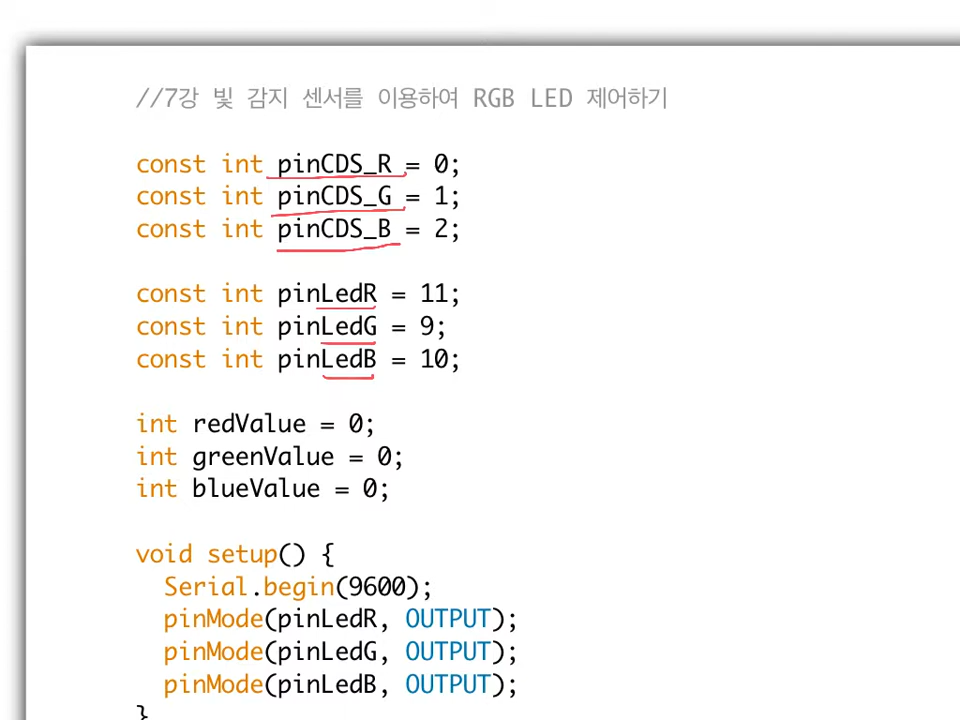 //7강 빛 감지 센서를 이용하여 RGB LED 제어하기
const int pinCDS_R = 0;
const int pinCDS_G = 1;
const int pinCDS_B = 2;
const int pinLedR = 11;
const int pinLedG = 9;
const int pinLedB = 10;
int redValue = 0;
int greenValue = 0;
int blueValue = 0;
void setup() {
  Serial.begin(9600);
  pinMode(pinLedR, OUTPUT);
  pinMode(pinLedG, OUTPUT);
  pinMode(pinLedB, OUTPUT);
}